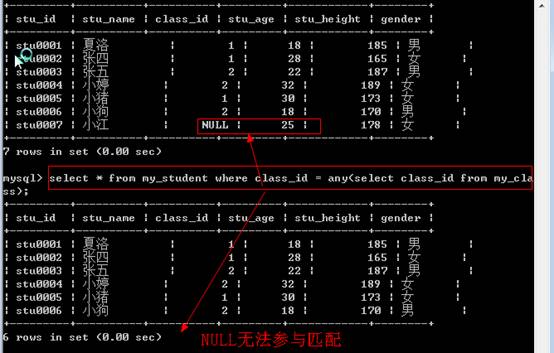 | stu_id | stu_name | class_id | stu_age | stu_height | gender |
| stu0001 | 夏洛 | 1 | 18 | 185 | 男 |
| stu0002 | 张四 | 1 | 28 | 165 | 女 |
| stu0003 | 张五 | 2 | 22 | 187 | 男 |
| stu0004 | 小婷 | 2 | 32 | 189 | 女 |
| stu0005 | 小猪 | 1 | 30 | 173 | 女 |
| stu0006 | 小狗 | 2 | 18 | 170 | 男 |
| stu0007 | 小江 | NULL | 25 | 178 | 女 |
7 rows in set (0.00 sec)
mysql> select * from my_student where class_id = any(select class_id from my_cla
ss);
| stu_id | stu_name | class_id | stu_age | stu_height | gender |
| stu0001 | 夏洛 | 1 | 18 | 185 | 男 |
| stu0002 | 张四 | 1 | 28 | 165 | 女 |
| stu0003 | 张五 | 2 | 22 | 187 | 男 |
| stu0004 | 小婷 | 2 | 32 | 189 | 女 |
| stu0005 | 小猪 | 1 | 30 | 173 | 女 |
| stu0006 | 小狗 | 2 | 18 | 170 | 男 |
6 rows in set (0.00 sec)
NULL无法参与匹配